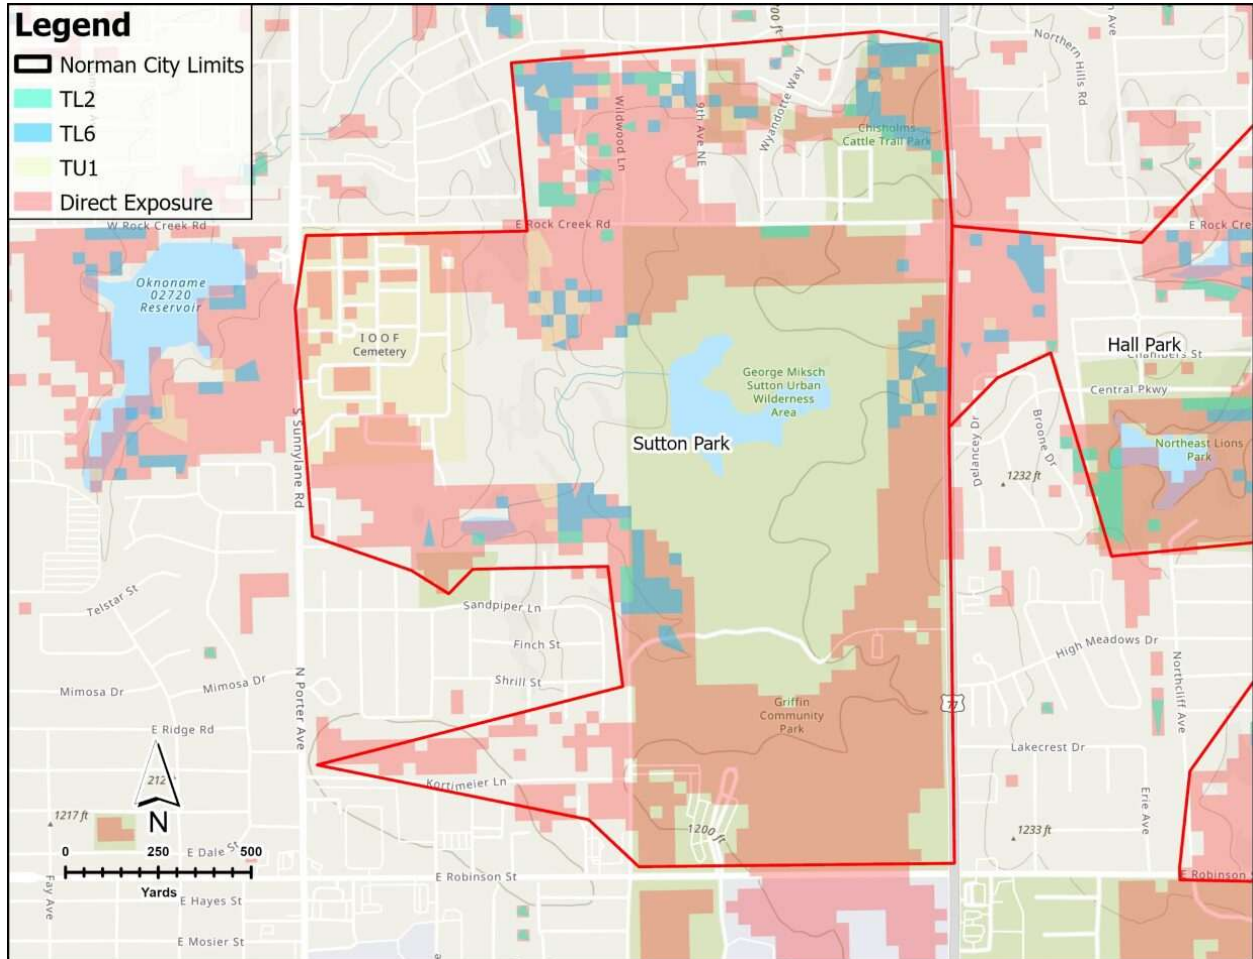 Legend
Norman City Limits
TL2
TL6
TU1
Direct Exposure
Northern Hills Rd
Wyandotte Way
Wildwood Ln
9th Ave NE
Chisholms
Cattle Trail Park
W Rock Creek Rd
E Rock Creek Rd
E Rock Cre
Oknoname
02720
Reservoir
I O O F
Cemetery
George Miksch
Sutton Urban
Wilderness
Area
Sutton Park
Hall Park
Chambers St
Central Pkwy
Northeast Lions
Park
Delancey Dr
Broone Dr
1232 ft
S Sunnylane Rd
Telstar St
Sandpiper Ln
Finch St
Shrill St
High Meadows Dr
Northcliff Ave
Mimosa Dr
Mimosa Dr
N Porter Ave
E Ridge Rd
Griffin
Community
Park
77
Lakecrest Dr
Kortimeier Ln
Erie Ave
212
N
1217 ft
1200 ft
1233 ft
E Dale St
0 250 500
Yards
E Robinson St
E Robinson S
Fay Ave
E Hayes St
E Mosier St